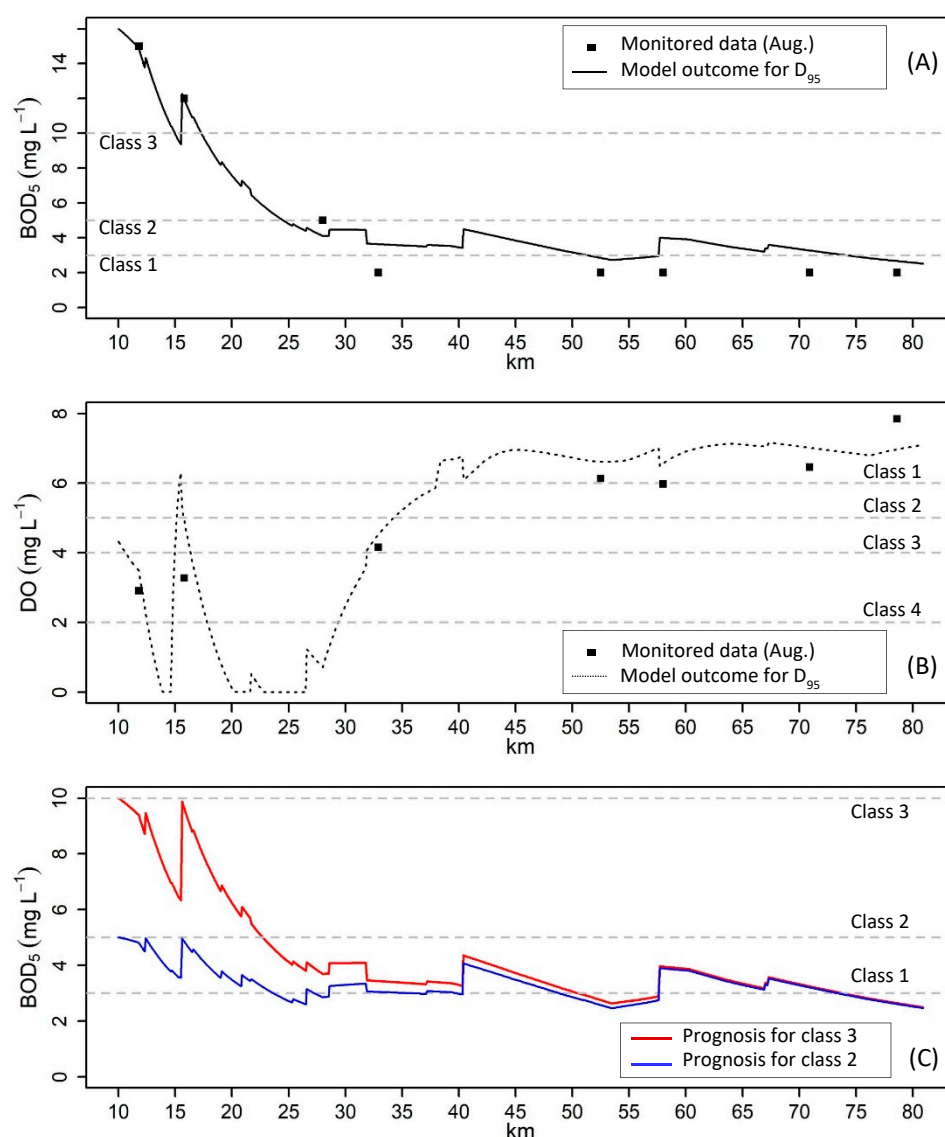 Monitored data (Aug.)
Model outcome for D95
(A)
BOD5 (mg L−1)
14
12
10
8
6
4
2
0
Class 3
Class 2
Class 1
10 15 20 25 30 35 40 45 50 55 60 65 70 75 80
km
DO (mg L−1)
8
6
4
2
0
Class 1
Class 2
Class 3
Class 4
Monitored data (Aug.)
Model outcome for D95
(B)
10 15 20 25 30 35 40 45 50 55 60 65 70 75 80
km
BOD5 (mg L−1)
10
8
6
4
2
0
Class 3
Class 2
Class 1
Prognosis for class 3
Prognosis for class 2
(C)
10 15 20 25 30 35 40 45 50 55 60 65 70 75 80
km